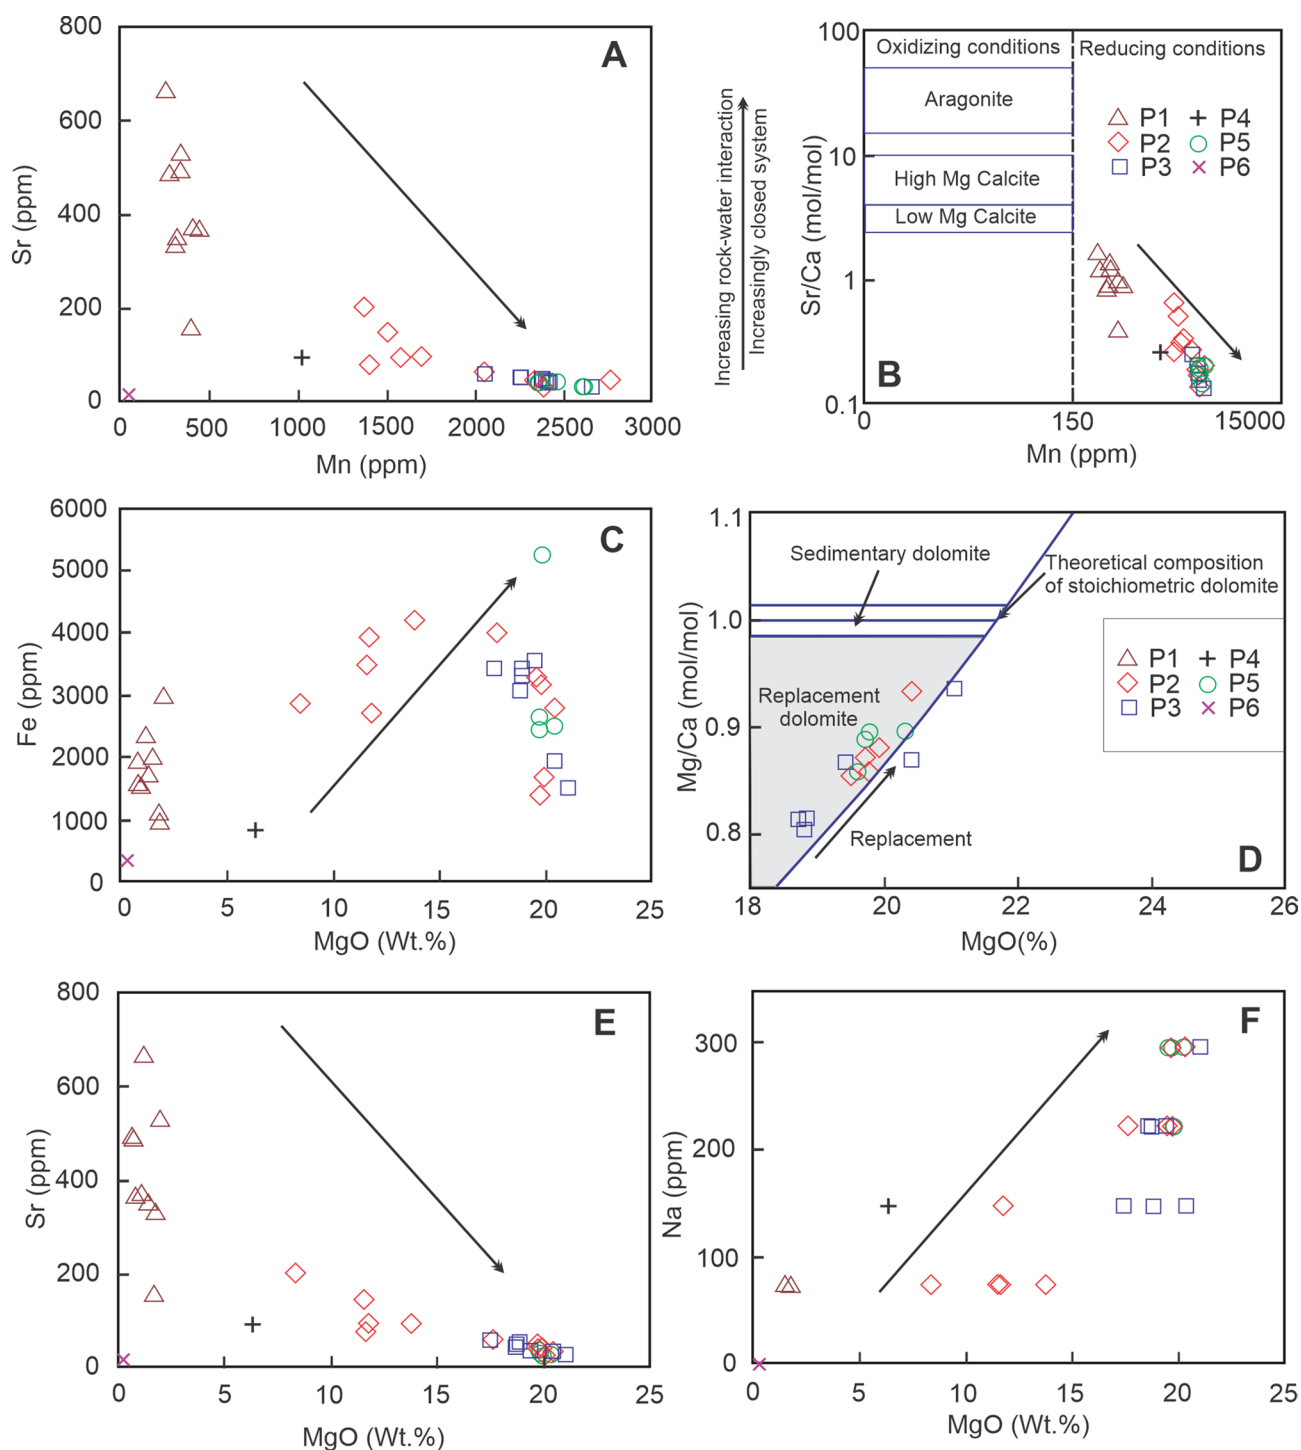 800
600
400
200
0
Sr (ppm)
A
0
500
1000
1500
2000
2500
3000
Mn (ppm)
Increasing rock-water interaction
Increasingly closed system
100
10
1
0.1
Sr/Ca (mol/mol)
Oxidizing conditions
Reducing conditions
Aragonite
High Mg Calcite
Low Mg Calcite
P1
P4
P2
P5
P3
P6
B
0
150
15000
Mn (ppm)
6000
5000
4000
3000
2000
1000
0
Fe (ppm)
C
0
5
10
15
20
25
MgO (Wt.%)
1.1
1.0
0.9
0.8
Mg/Ca (mol/mol)
Sedimentary dolomite
Theoretical composition
of stoichiometric dolomite
Replacement
dolomite
Replacement
P1
P4
P2
P5
P3
P6
D
18
20
22
24
26
MgO(%)
800
600
400
200
0
Sr (ppm)
E
0
5
10
15
20
25
MgO (Wt.%)
300
200
100
0
Na (ppm)
F
0
5
10
15
20
25
MgO (Wt.%)